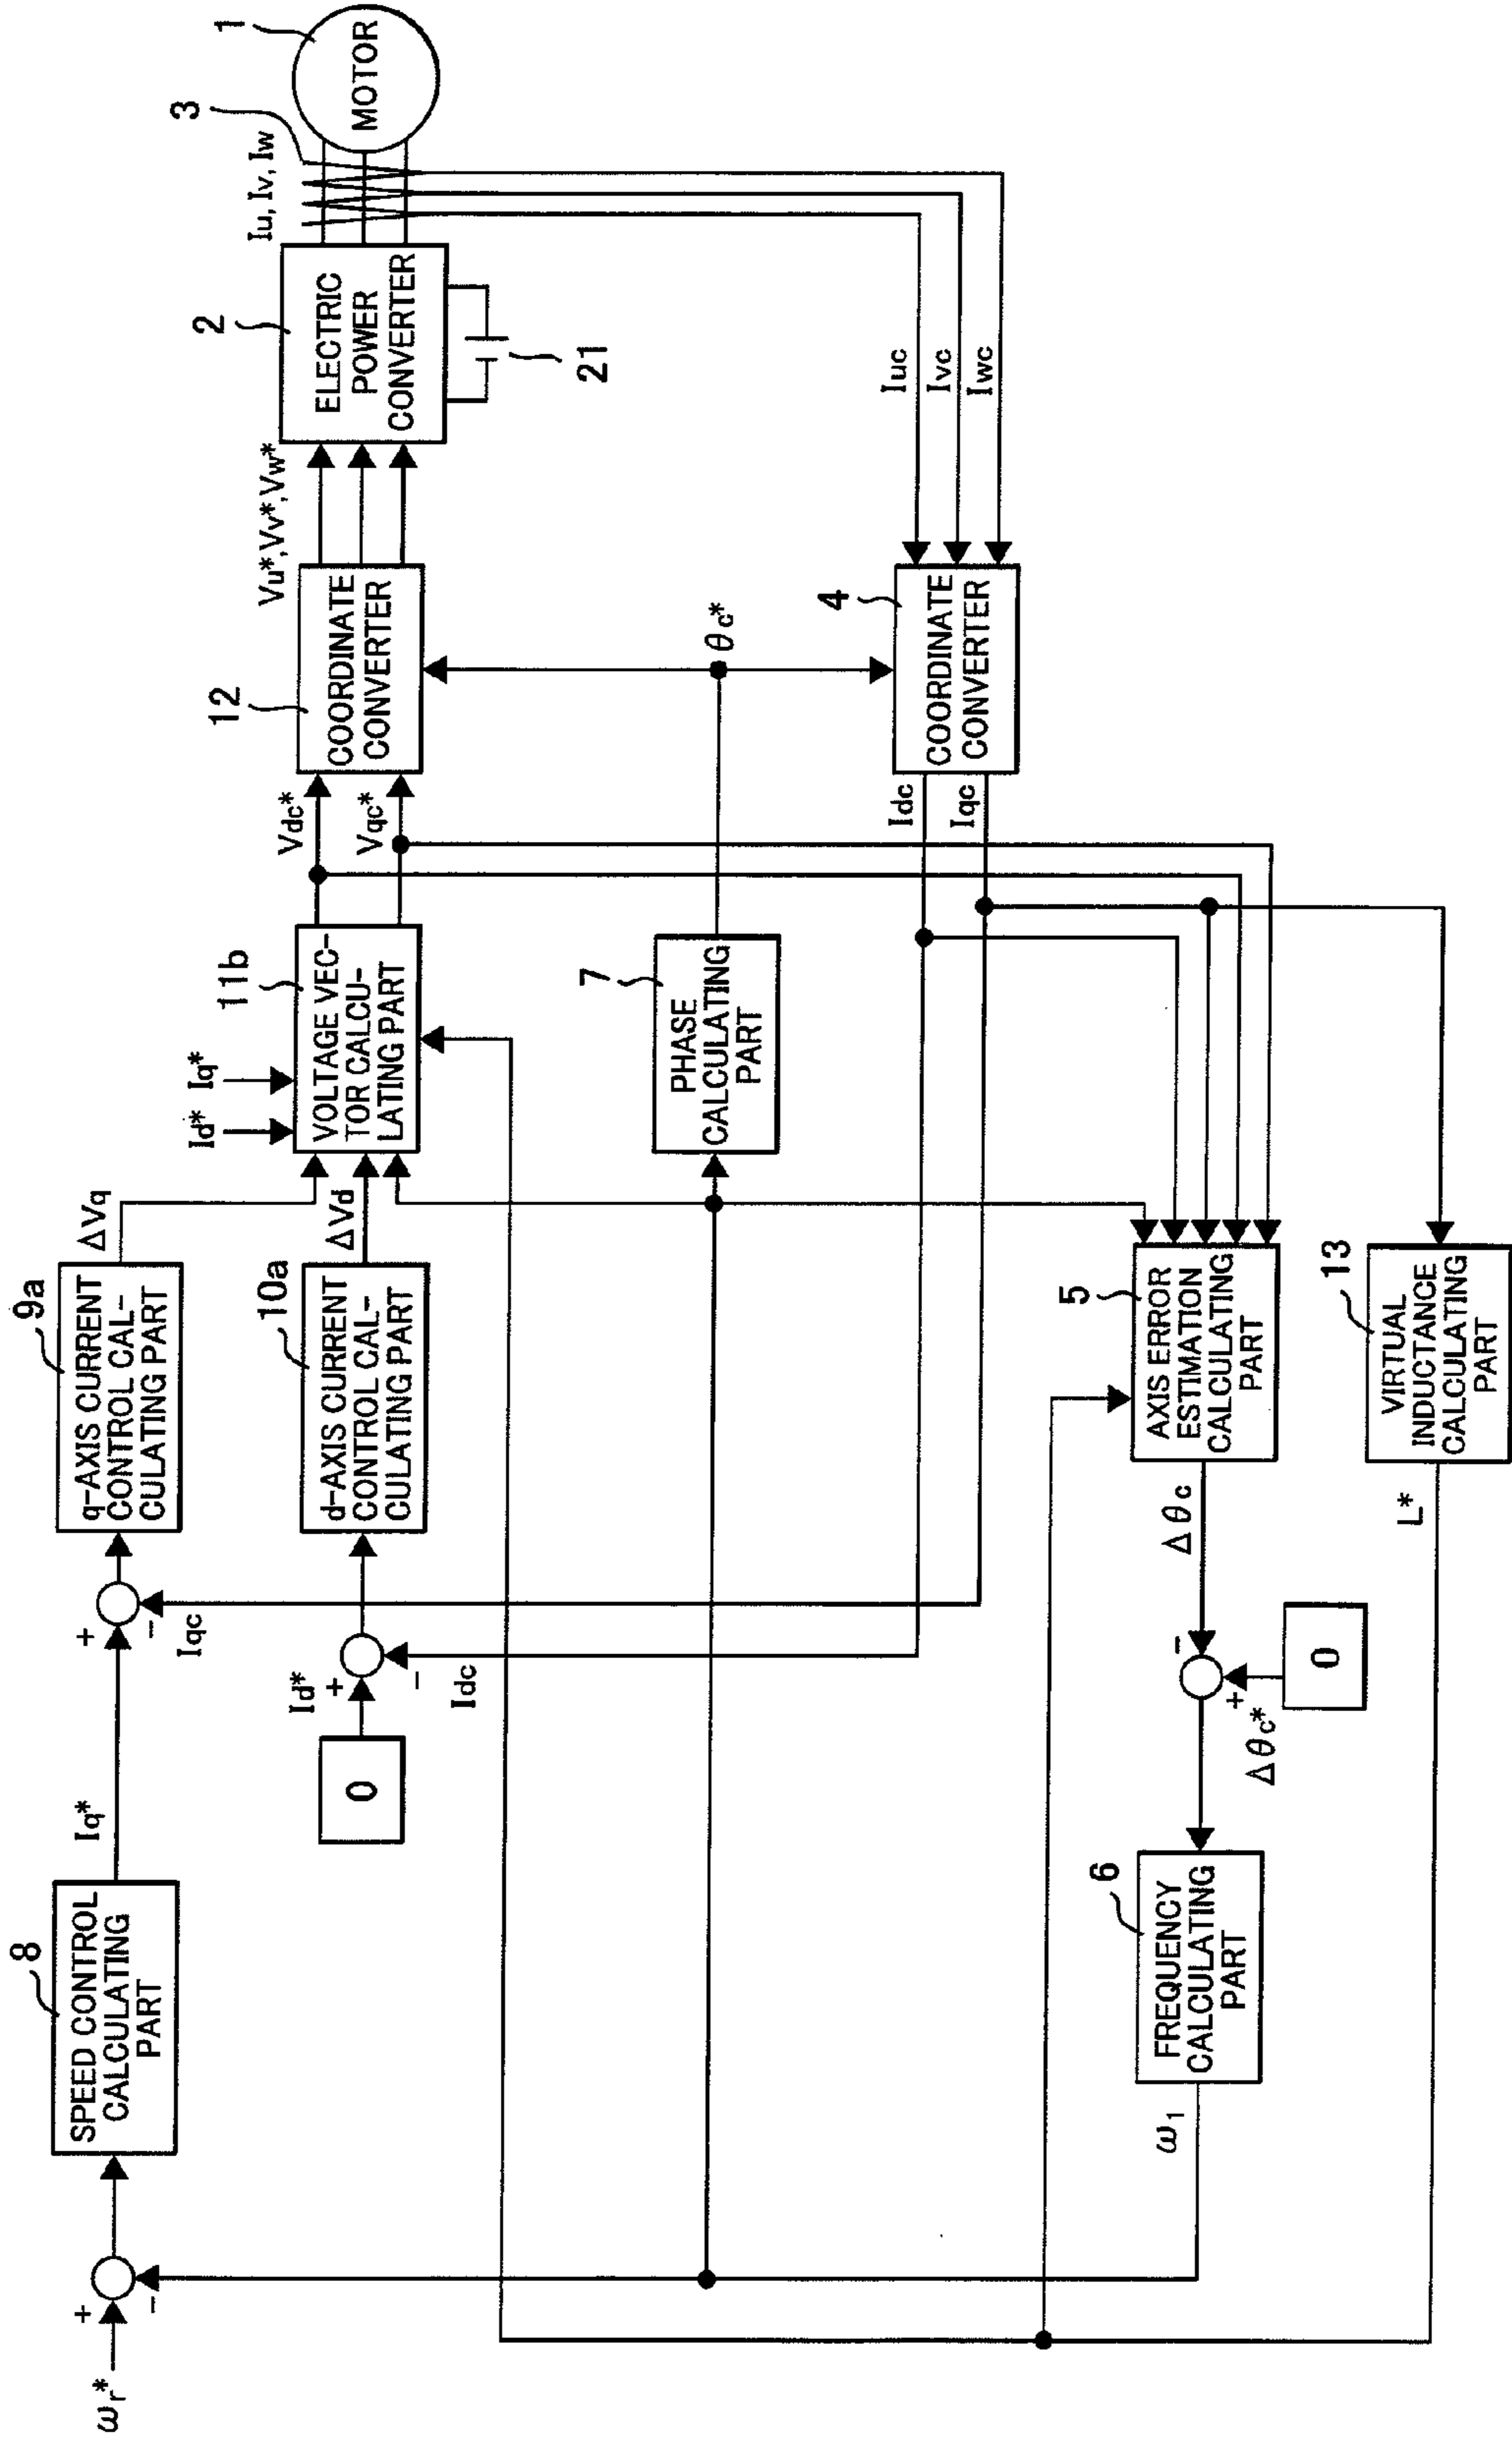 ωr*
+
−
8
SPEED CONTROL
CALCULATING
PART
Iq*
+
−
Iqc
9a
q-AXIS CURRENT
CONTROL CAL-
CULATING PART
ΔVq
0
Id*
+
−
Idc
10a
d-AXIS CURRENT
CONTROL CAL-
CULATING PART
ΔVd
Id*
Iq*
11b
VOLTAGE VEC-
TOR CALCU-
LATING PART
Vdc*
Vqc*
12
COORDINATE
CONVERTER
Vu*,Vv*,Vw*
2
ELECTRIC
POWER
CONVERTER
21
Iu, Iv, Iw
3
1
MOTOR
7
PHASE
CALCULATING
PART
θc*
4
COORDINATE
CONVERTER
Iuc
Ivc
Iwc
Idc
Iqc
5
AXIS ERROR
ESTIMATION
CALCULATING
PART
Δθc
−
+
Δθc*
0
6
FREQUENCY
CALCULATING
PART
ω1
13
VIRTUAL
INDUCTANCE
CALCULATING
PART
L*